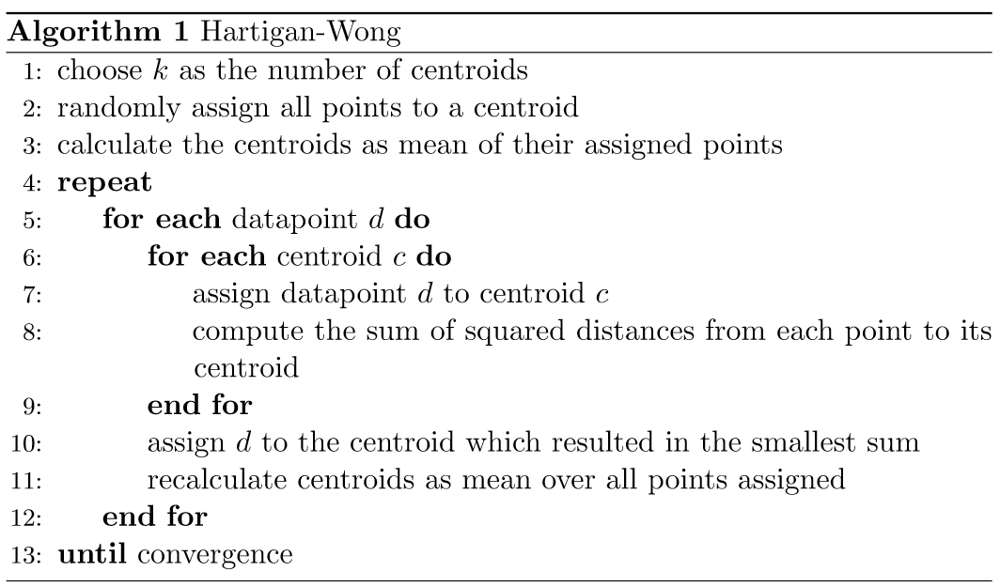 Algorithm 1 Hartigan-Wong
1: choose k as the number of centroids
2: randomly assign all points to a centroid
3: calculate the centroids as mean of their assigned points
4: repeat
5: for each datapoint d do
6: for each centroid c do
7: assign datapoint d to centroid c
8: compute the sum of squared distances from each point to its
centroid
9: end for
10: assign d to the centroid which resulted in the smallest sum
11: recalculate centroids as mean over all points assigned
12: end for
13: until convergence